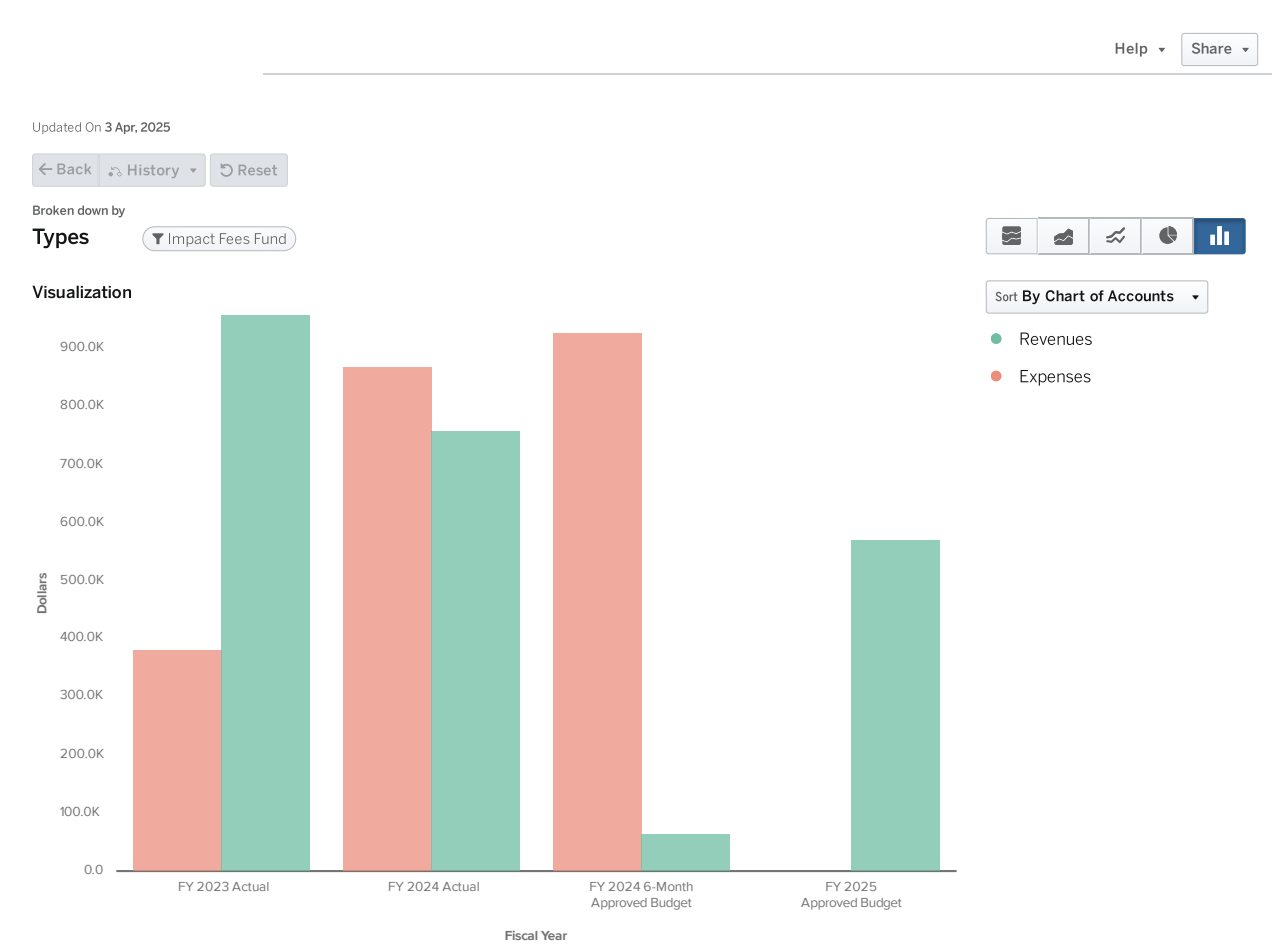 Help
Share
Updated On 3 Apr, 2025
Back
History
Reset
Broken down by
Types
Impact Fees Fund
Visualization
Sort By Chart of Accounts
Revenues
Expenses
900.0K
800.0K
700.0K
600.0K
500.0K
400.0K
300.0K
200.0K
100.0K
0.0
Dollars
FY 2023 Actual
FY 2024 Actual
FY 2024 6-Month
Approved Budget
FY 2025
Approved Budget
Fiscal Year